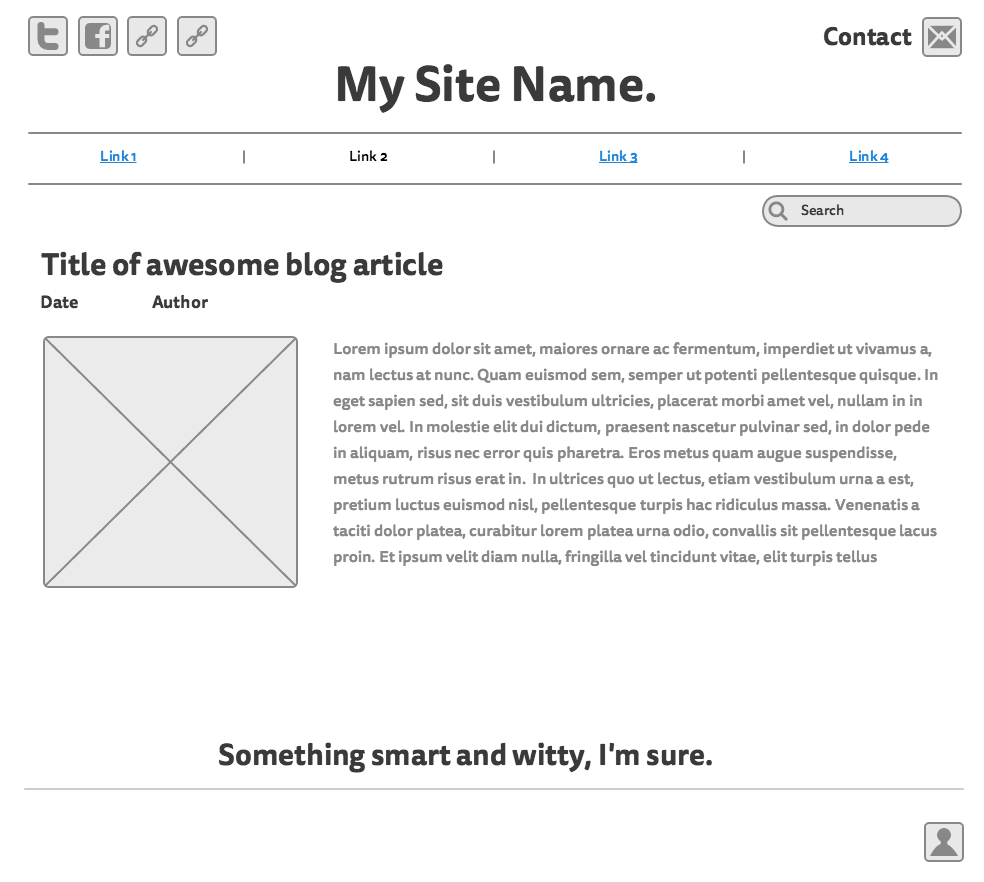 Contact
My Site Name.
Link 1 | Link 2 | Link 3 | Link 4
Search
Title of awesome blog article
Date Author
Lorem ipsum dolor sit amet, maiores ornare ac fermentum, imperdiet ut vivamus a,
nam lectus at nunc. Quam euismod sem, semper ut potenti pellentesque quisque. In
eget sapien sed, sit duis vestibulum ultricies, placerat morbi amet vel, nullam in in
lorem vel. In molestie elit dui dictum, praesent nascetur pulvinar sed, in dolor pede
in aliquam, risus nec error quis pharetra. Eros metus quam augue suspendisse,
metus rutrum risus erat in.  In ultrices quo ut lectus, etiam vestibulum urna a est,
pretium luctus euismod nisl, pellentesque turpis hac ridiculus massa. Venenatis a
taciti dolor platea, curabitur lorem platea urna odio, convallis sit pellentesque lacus
proin. Et ipsum velit diam nulla, fringilla vel tincidunt vitae, elit turpis tellus
Something smart and witty, I'm sure.